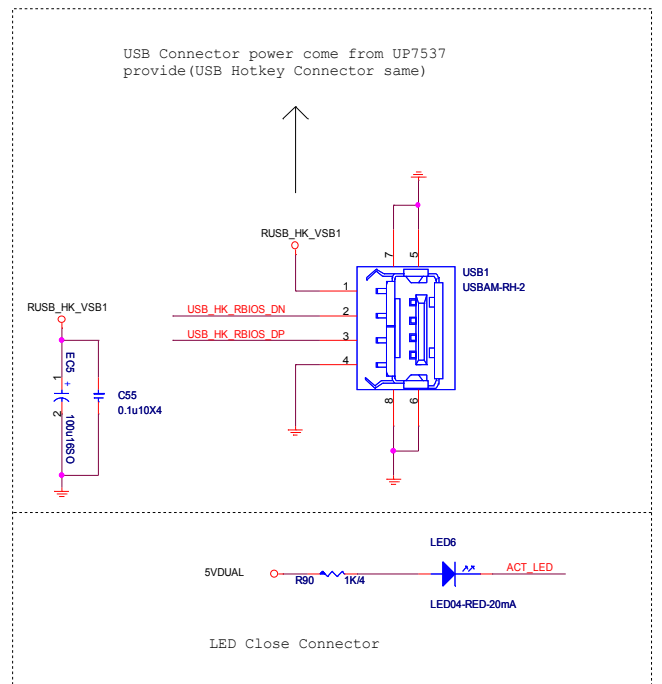 USB Connector power come from UP7537
provide(USB Hotkey Connector same)
RUSB_HK_VSB1
7
5
USB1
USBAM-RH-2
1
USB_HK_RBIOS_DN
2
RUSB_HK_VSB1
USB_HK_RBIOS_DP
3
4
EC5
1
+
C55
0.1u10X4
2
100u16SO
8
6
LED6
5VDUAL
ACT_LED
R90
1K/4
LED04-RED-20mA
LED Close Connector